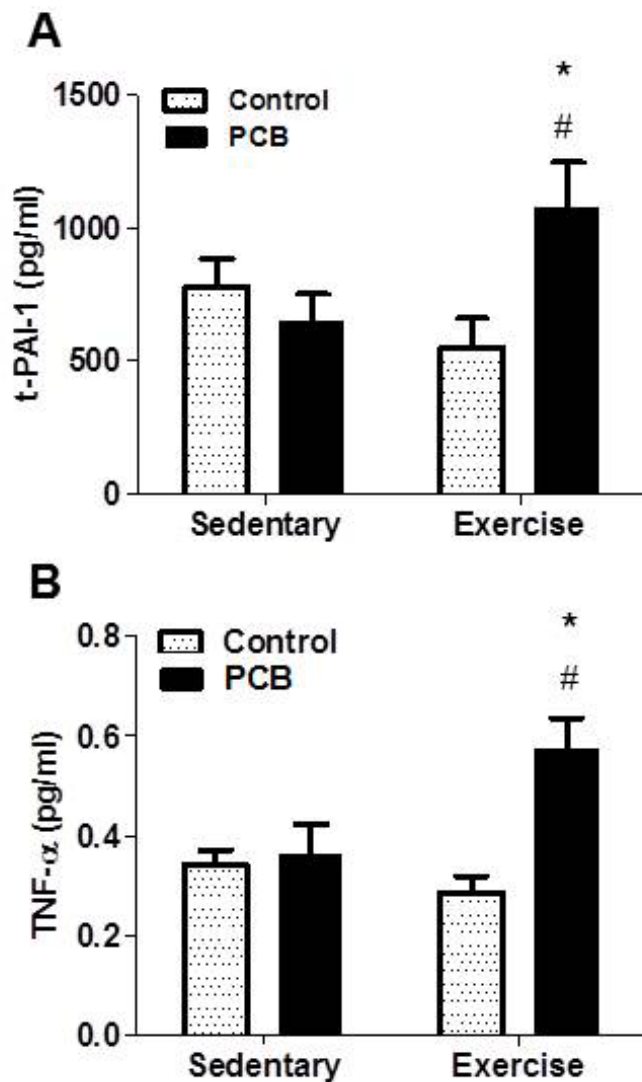 A
1500
Control
PCB
*
#
1000
t-PAI-1 (pg/ml)
500
0
Sedentary
Exercise
B
0.8
Control
PCB
*
#
0.6
TNF-α (pg/ml)
0.4
0.2
0.0
Sedentary
Exercise